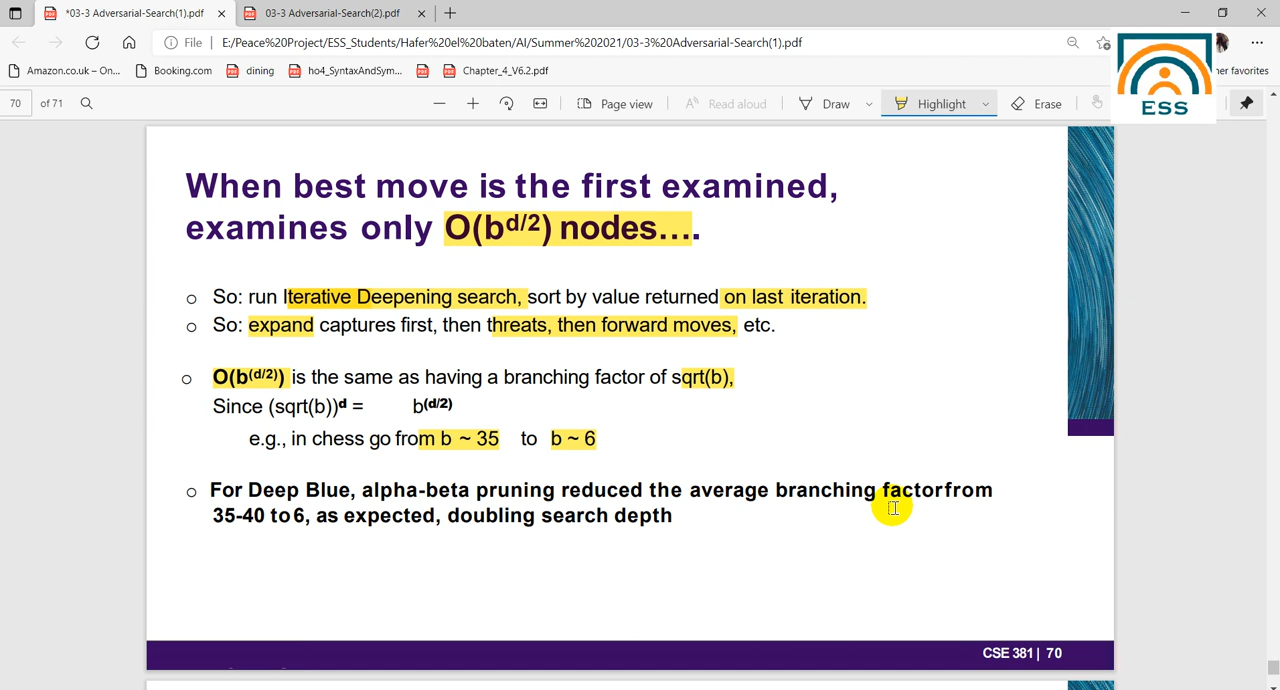 *03-3 Adversarial-Search(1).pdf
03-3 Adversarial-Search(2).pdf
File
E:/Peace%20Project/ESS_Students/Hafer%20el%20baten/AI/Summer%202021/03-3%20Adversarial-Search(1).pdf
Amazon.co.uk – On...
Booking.com
dining
ho4_SyntaxAndSym...
Chapter_4_V6.2.pdf
her favorites
70 of 71
Page view
Read aloud
Draw
Highlight
Erase
ESS
When best move is the first examined,
examines only O(b^d/2) nodes….
o So: run Iterative Deepening search, sort by value returned on last iteration.
o So: expand captures first, then threats, then forward moves, etc.
o O(b^(d/2)) is the same as having a branching factor of sqrt(b),
Since (sqrt(b))^d = b^(d/2)
e.g., in chess go from b ~ 35 to b ~ 6
o For Deep Blue, alpha-beta pruning reduced the average branching factorfrom
35-40 to 6, as expected, doubling search depth
CSE 381 | 70